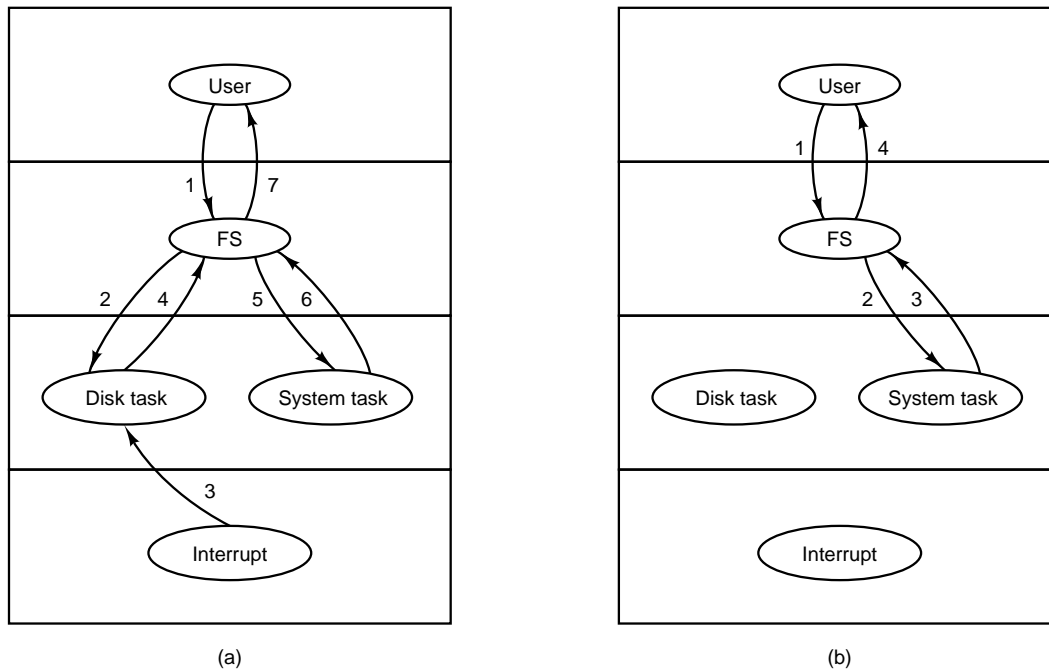 User
1
7
FS
2
4
5
6
Disk task
System task
3
Interrupt
(a)
User
1
4
FS
2
3
Disk task
System task
Interrupt
(b)